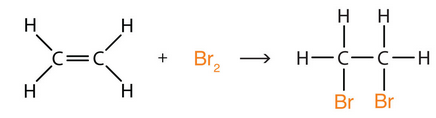 H H H H
C=C + Br₂ → H-C-C-H
H H Br Br